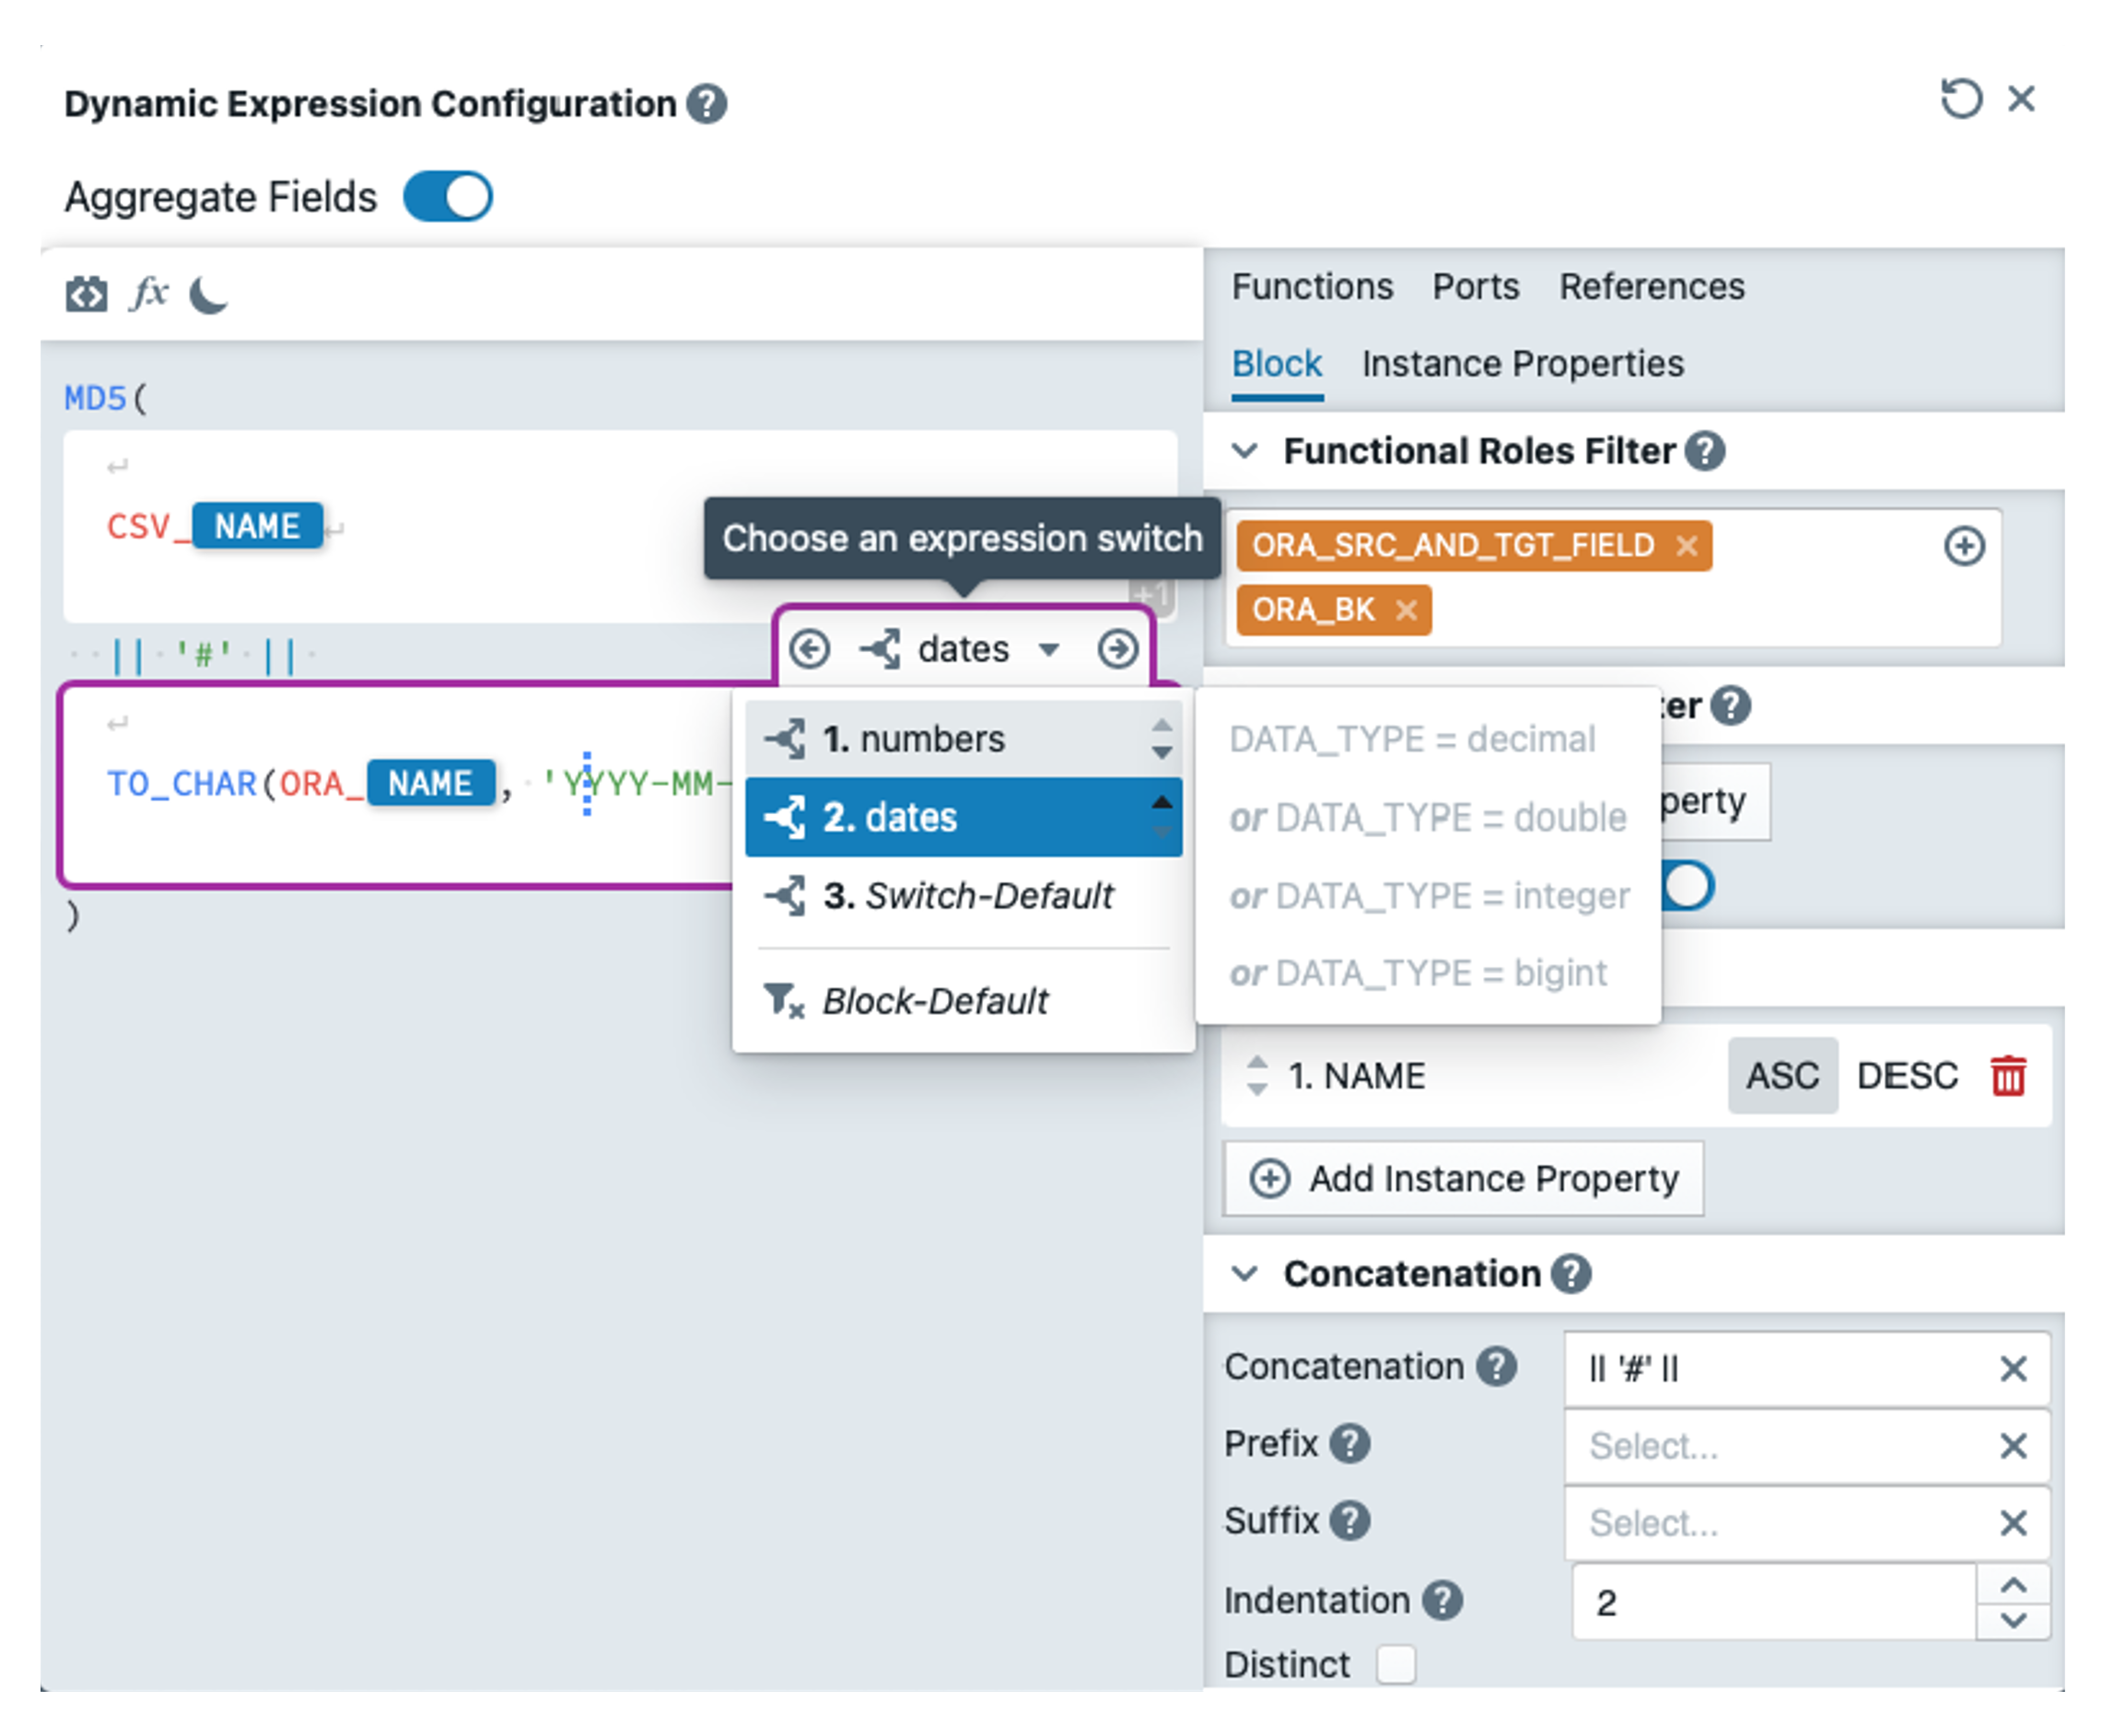 Dynamic Expression Configuration ?
Aggregate Fields
fx
Functions Ports References
Block Instance Properties
MD5(
CSV_ NAME
+1
|| '#' ||
TO_CHAR(ORA_ NAME , 'YYYY-MM-
)
Choose an expression switch
dates
1. numbers
2. dates
3. Switch-Default
Block-Default
DATA_TYPE = decimal
or DATA_TYPE = double
or DATA_TYPE = integer
or DATA_TYPE = bigint
Functional Roles Filter ?
ORA_SRC_AND_TGT_FIELD
ORA_BK
ter ?
perty
1. NAME ASC DESC
Add Instance Property
Concatenation ?
Concatenation ? || '#' ||
Prefix ? Select...
Suffix ? Select...
Indentation ? 2
Distinct